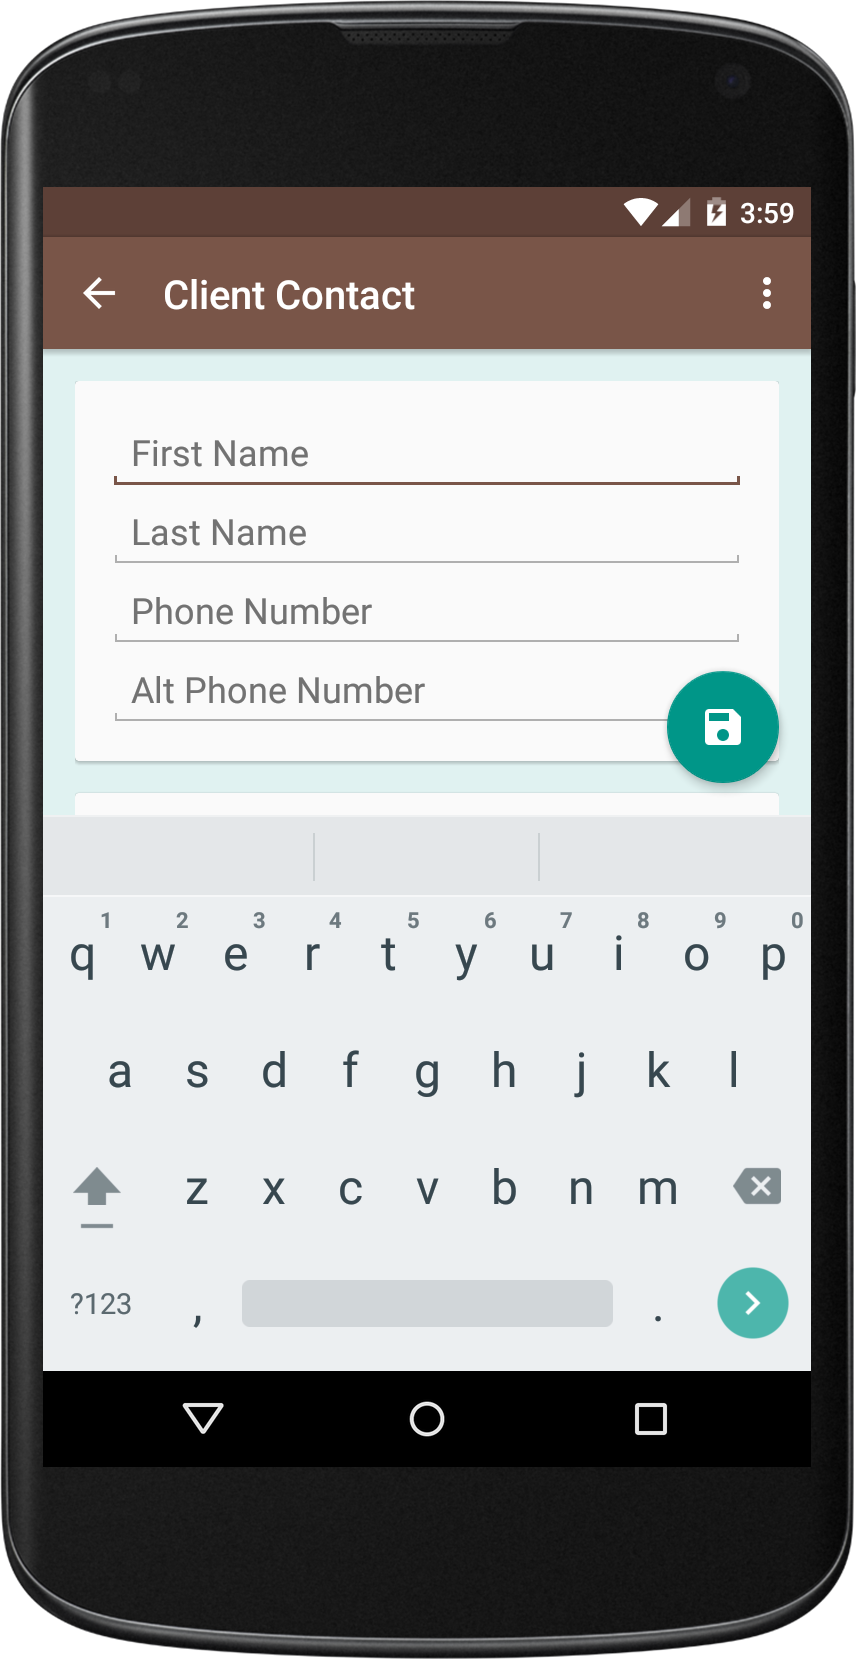 3:59
Client Contact
First Name
Last Name
Phone Number
Alt Phone Number
1 2 3 4 5 6 7 8 9 0
q w e r t y u i o p
a s d f g h j k l
z x c v b n m
?123 , .